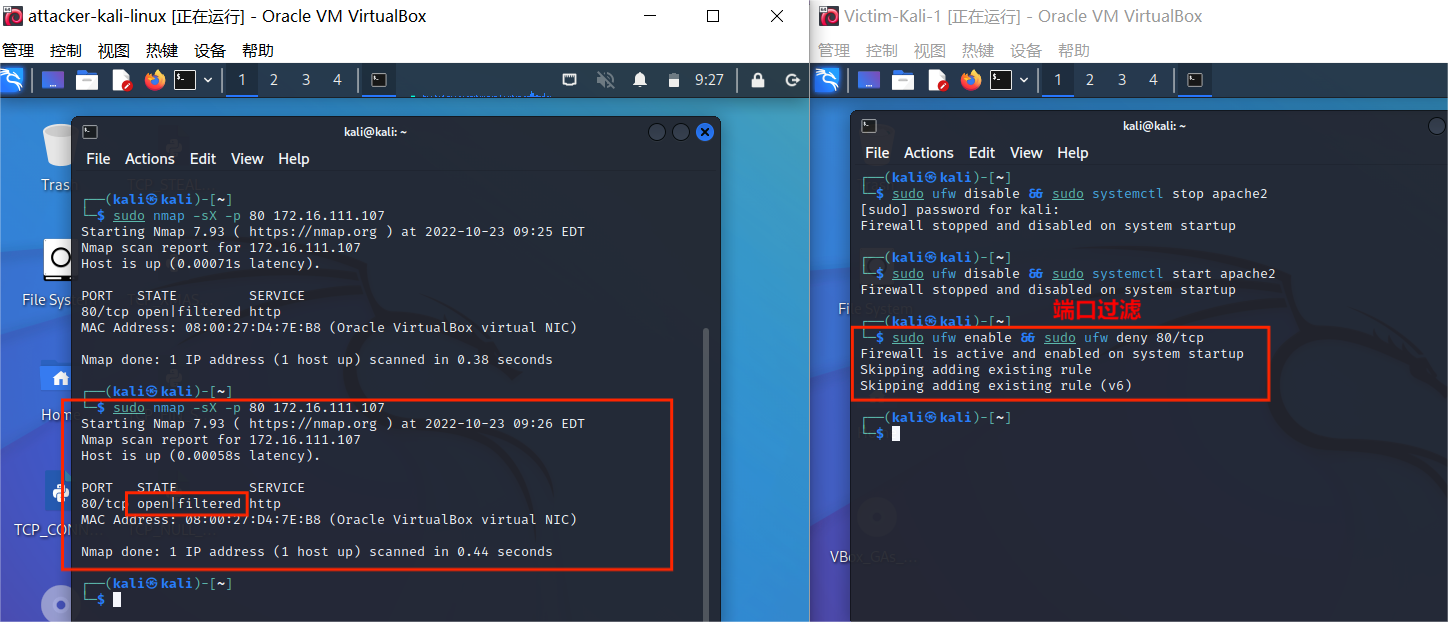 attacker-kali-linux [正在运行] - Oracle VM VirtualBox
管理 控制 视图 热键 设备 帮助
1 2 3 4 9:27
Trash
File Sys
Hom
TCP_CON
kali@kali: ~
File Actions Edit View Help
(kali㉿kali)-[~]
$ sudo nmap -sX -p 80 172.16.111.107
Starting Nmap 7.93 ( https://nmap.org ) at 2022-10-23 09:25 EDT
Nmap scan report for 172.16.111.107
Host is up (0.00071s latency).
PORT STATE SERVICE
80/tcp open|filtered http
MAC Address: 08:00:27:D4:7E:B8 (Oracle VirtualBox virtual NIC)
Nmap done: 1 IP address (1 host up) scanned in 0.38 seconds
(kali㉿kali)-[~]
$ sudo nmap -sX -p 80 172.16.111.107
Starting Nmap 7.93 ( https://nmap.org ) at 2022-10-23 09:26 EDT
Nmap scan report for 172.16.111.107
Host is up (0.00058s latency).
PORT STATE SERVICE
80/tcp open|filtered http
MAC Address: 08:00:27:D4:7E:B8 (Oracle VirtualBox virtual NIC)
Nmap done: 1 IP address (1 host up) scanned in 0.44 seconds
(kali㉿kali)-[~]
$
Victim-Kali-1 [正在运行] - Oracle VM VirtualBox
管理 控制 视图 热键 设备 帮助
1 2 3 4
Fil
VBox_GAs_
kali@kali: ~
File Actions Edit View Help
(kali㉿kali)-[~]
$ sudo ufw disable && sudo systemctl stop apache2
[sudo] password for kali:
Firewall stopped and disabled on system startup
(kali㉿kali)-[~]
$ sudo ufw disable && sudo systemctl start apache2
Firewall stopped and disabled on system startup
端口过滤
(kali㉿kali)-[~]
$ sudo ufw enable && sudo ufw deny 80/tcp
Firewall is active and enabled on system startup
Skipping adding existing rule
Skipping adding existing rule (v6)
(kali㉿kali)-[~]
$